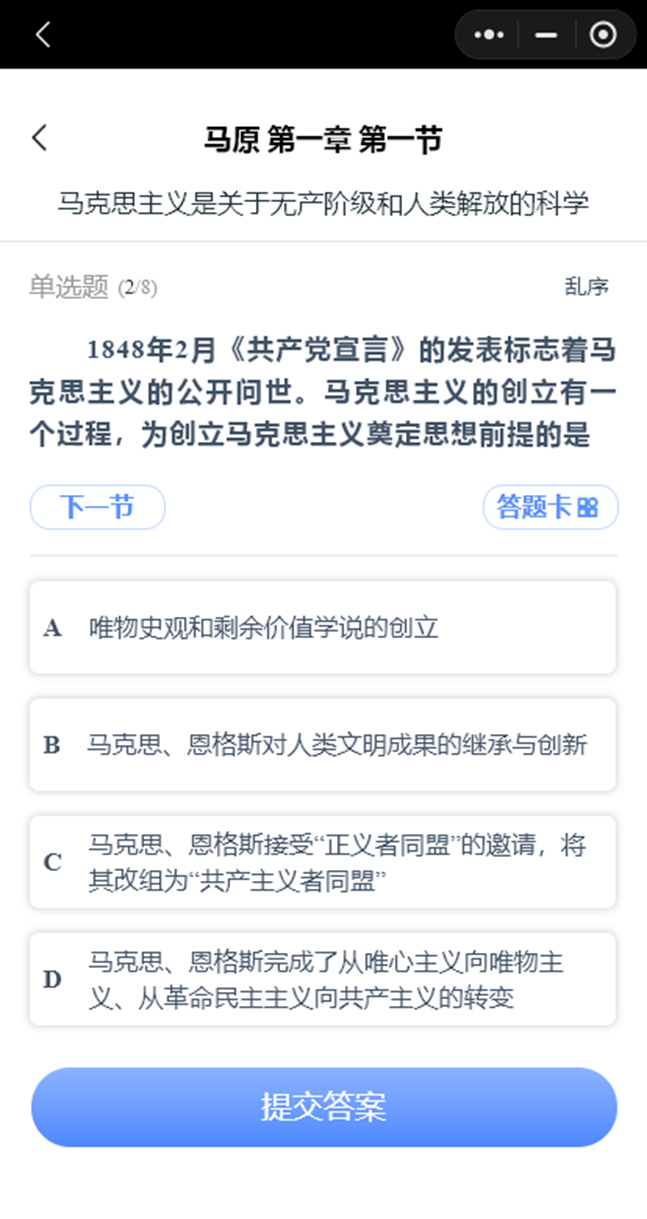 马原 第一章 第一节
马克思主义是关于无产阶级和人类解放的科学
单选题 (2/8) 乱序
1848年2月《共产党宣言》的发表标志着马
克思主义的公开问世。马克思主义的创立有一
个过程，为创立马克思主义奠定思想前提的是
下一节 答题卡
A 唯物史观和剩余价值学说的创立
B 马克思、恩格斯对人类文明成果的继承与创新
C 马克思、恩格斯接受“正义者同盟”的邀请，将
其改组为“共产主义者同盟”
D 马克思、恩格斯完成了从唯心主义向唯物主
义、从革命民主主义向共产主义的转变
提交答案